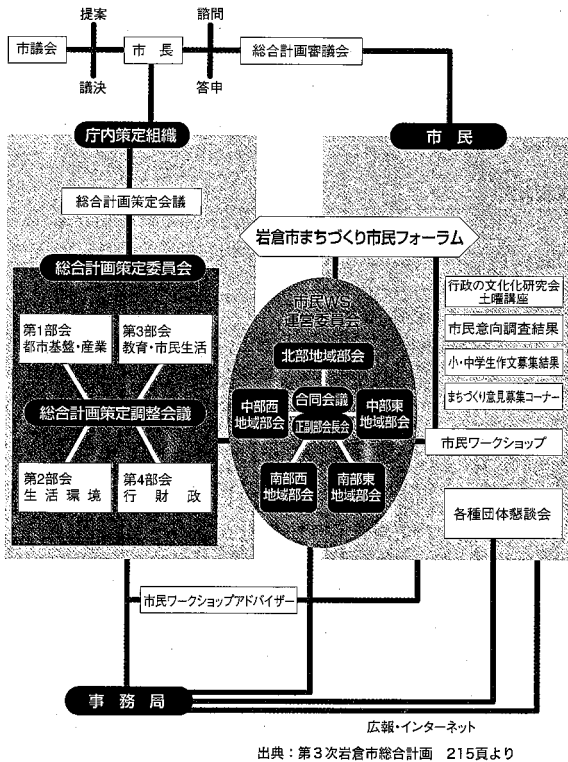 提案
諮問
市議会
市長
総合計画審議会
議決
答申
庁内策定組織
市民
総合計画策定会議
岩倉市まちづくり市民フォーラム
総合計画策定委員会
行政の文化化研究会
土曜講座
市民WS
運営委員会
第1部会
都市基盤・産業
第3部会
教育・市民生活
市民意向調査結果
北部地域部会
小・中学生作文募集結果
中部西
地域部会
合同会議
中部東
地域部会
まちづくり意見募集コーナー
総合計画策定調整会議
正副部会長会
市民ワークショップ
第2部会
生活環境
第4部会
行財政
南部西
地域部会
南部東
地域部会
各種団体懇談会
市民ワークショップアドバイザー
事務局
広報・インターネット
出典：第3次岩倉市総合計画　215頁より